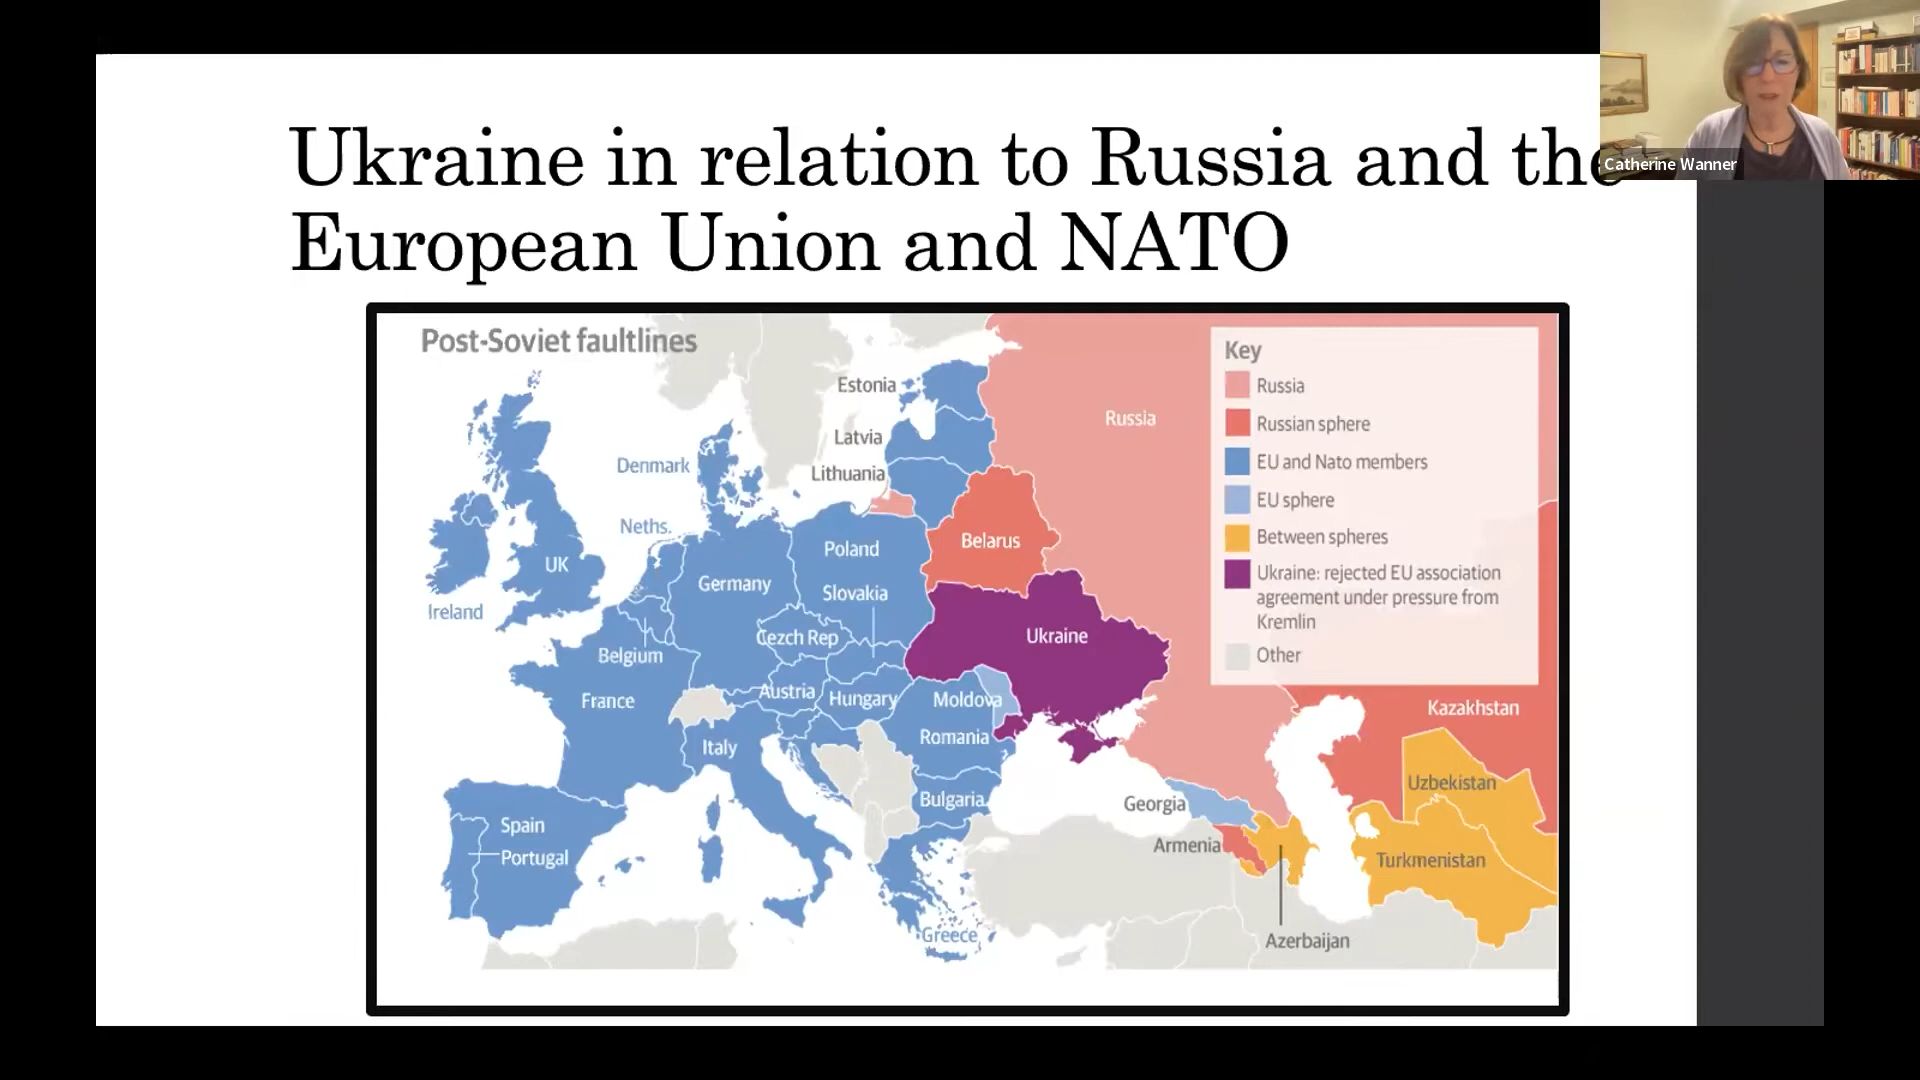 Ukraine in relation to Russia and the
European Union and NATO
Catherine Wanner
Post-Soviet faultlines
Key
Russia
Russian sphere
EU and Nato members
EU sphere
Between spheres
Ukraine: rejected EU association
agreement under pressure from
Kremlin
Other
Estonia
Russia
Latvia
Denmark
Lithuania
Neths.
Belarus
Poland
UK
Germany
Slovakia
Ireland
Cezch Rep
Ukraine
Belgium
France
Austria
Hungary
Moldova
Kazakhstan
Romania
Italy
Uzbekistan
Bulgaria
Georgia
Spain
Armenia
Portugal
Turkmenistan
Greece
Azerbaijan